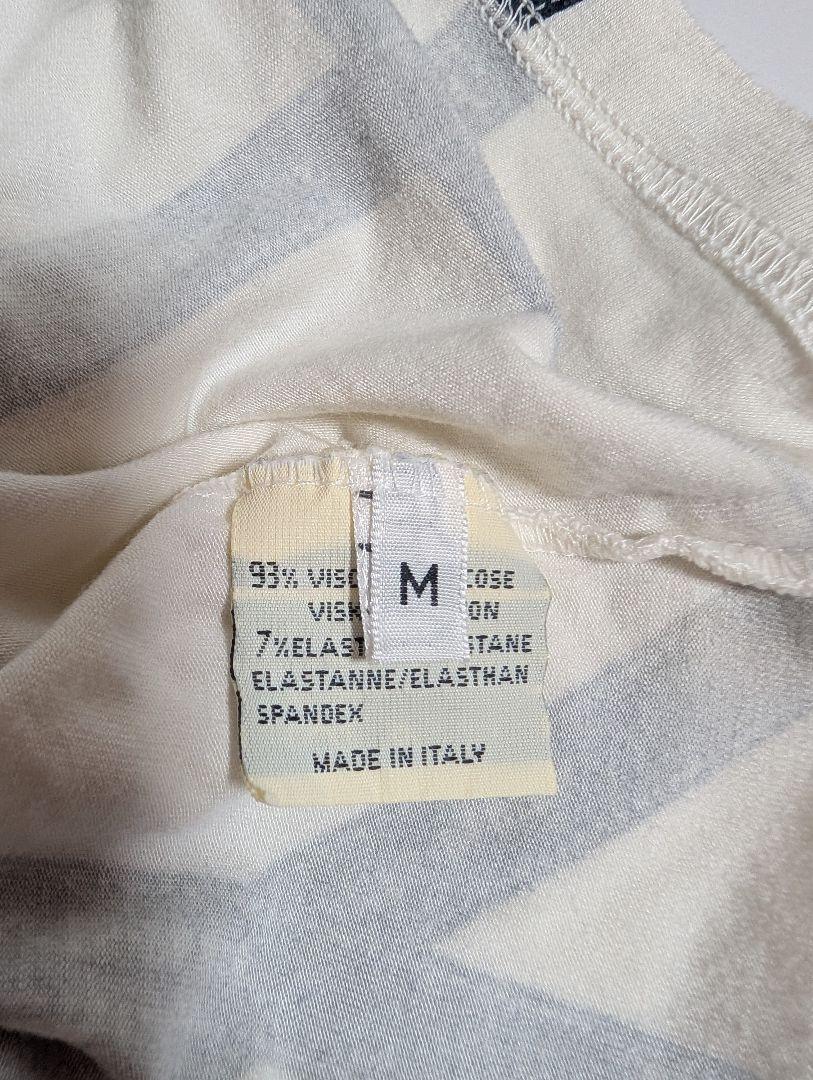 M
93% VISC COSE
VISK ON
7%ELAST STANE
ELASTANNE/ELASTHAN
SPANDEX
MADE IN ITALY